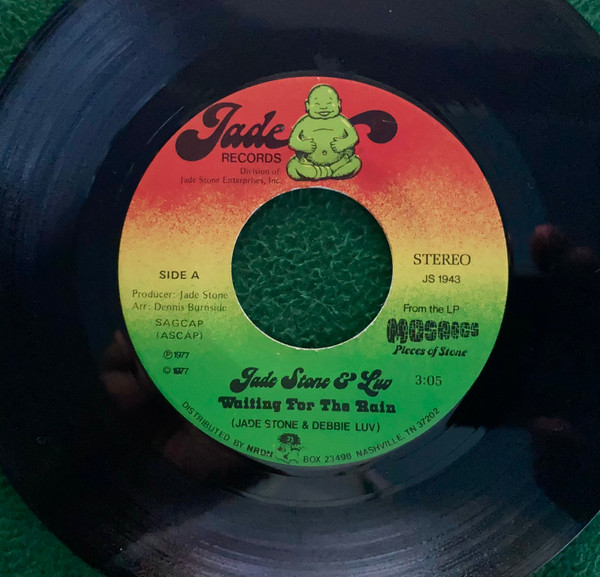 Jade
RECORDS
Division of
Jade Stone Enterprises, Inc.
SIDE A
Producer: Jade Stone
Arr: Dennis Burnside
SAGCAP
(ASCAP)
℗ 1977
© 1977
STEREO
JS 1943
From the LP
MOSAICS
Pieces of Stone
3:05
Jade Stone & Luv
Waiting For The Rain
(JADE STONE & DEBBIE LUV)
DISTRIBUTED BY NRDN BOX 23498 NASHVILLE, TN 37202